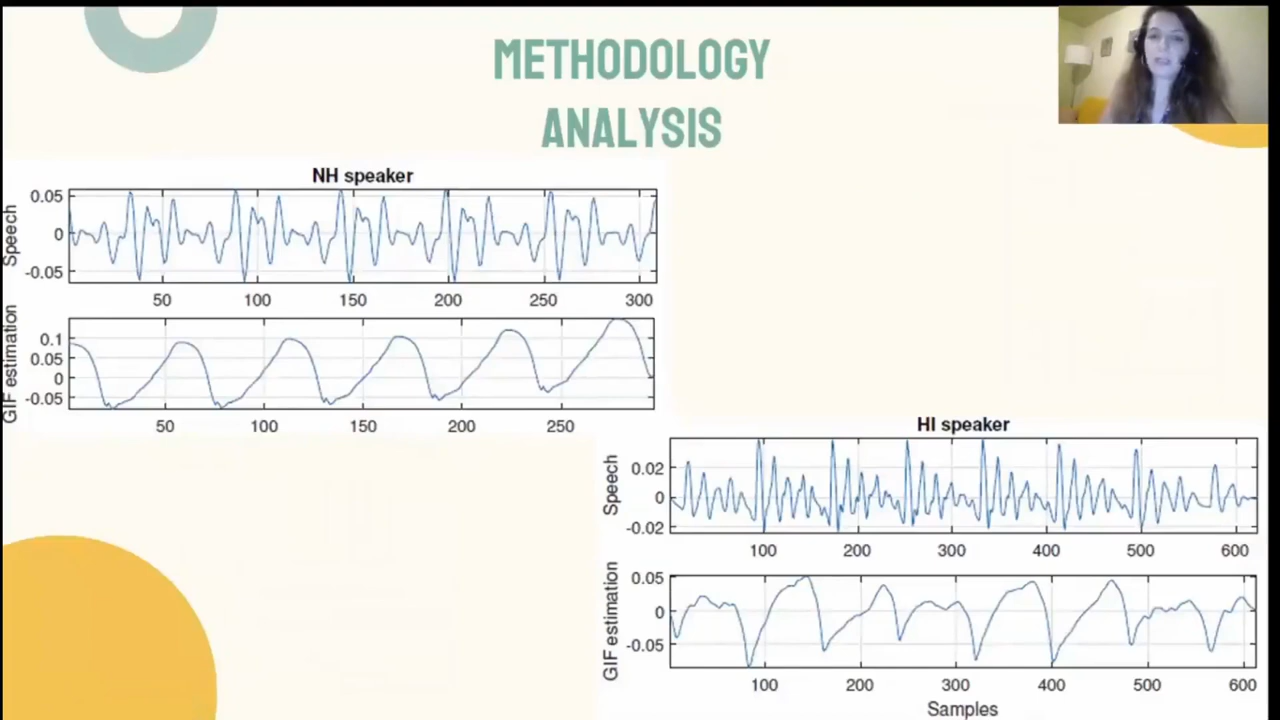 METHODOLOGY
ANALYSIS
NH speaker
Speech
0.05
0
-0.05
50 100 150 200 250 300
GIF estimation
0.1
0.05
0
-0.05
50 100 150 200 250
HI speaker
Speech
0.02
0
-0.02
100 200 300 400 500 600
GIF estimation
0.05
0
-0.05
100 200 300 400 500 600
Samples